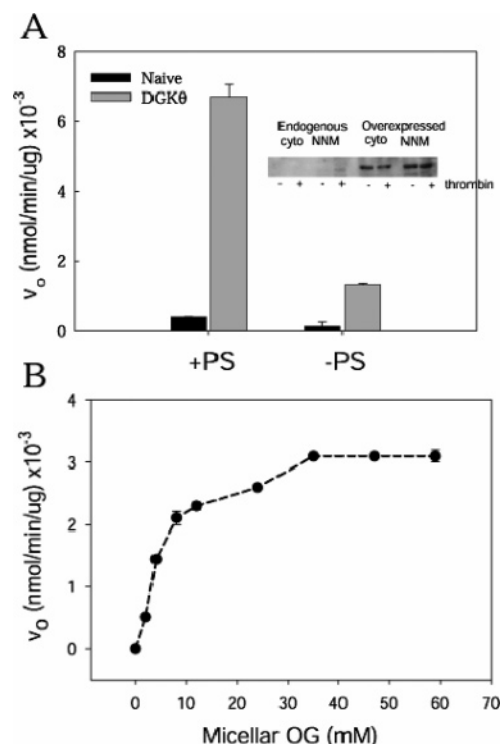 A
8
6
4
2
0
v₀ (nmol/min/ug) x10⁻³
Naive
DGKθ
Endogenous Overexpressed
cyto NNM cyto NNM
- + - + - + - + thrombin
+PS -PS
B
4
3
2
1
0
v₀ (nmol/min/ug) x10⁻³
0 10 20 30 40 50 60 70
Micellar OG (mM)